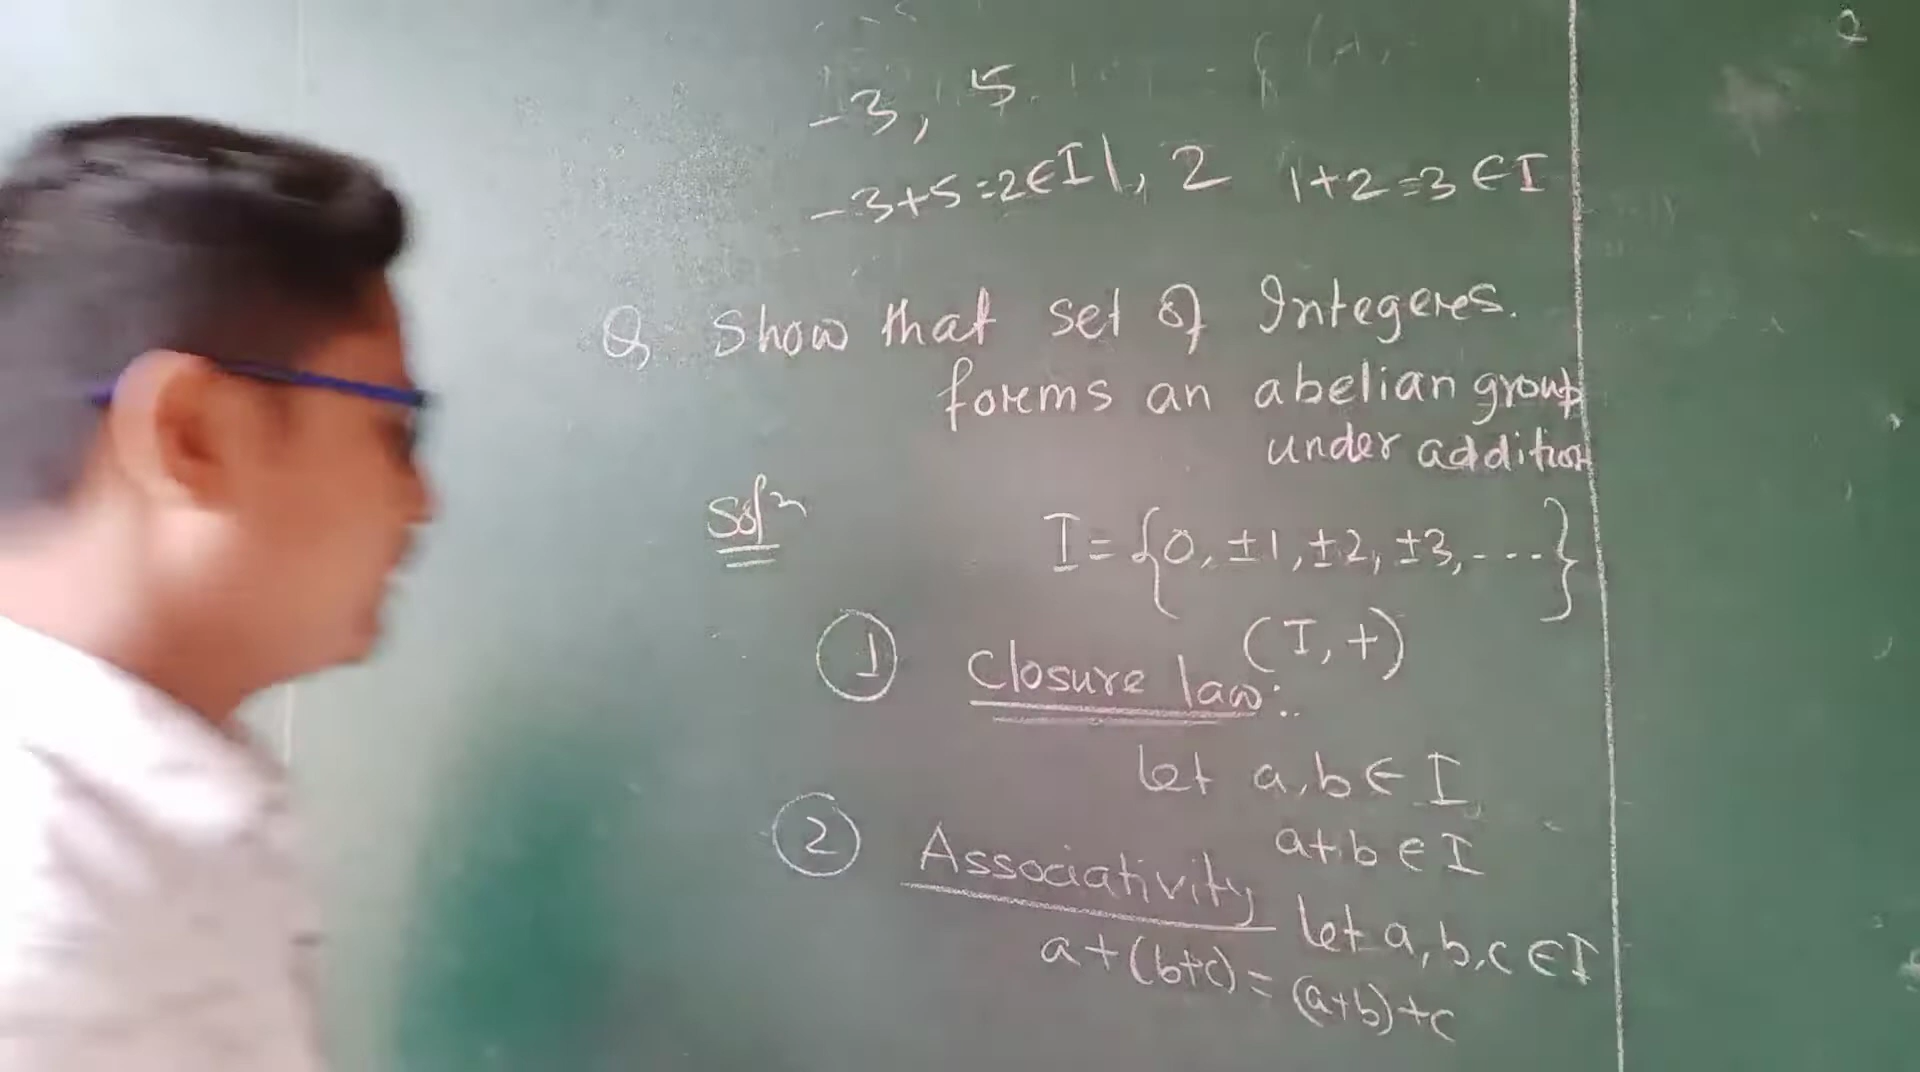 -3, 5
-3+5=2∈I 1, 2 1+2=3 ∈I
Q Show that set of Integeres.
forms an abelian group
under addition
Solⁿ I={0, ±1, ±2, ±3, ---}
(I, +)
① Closure law:
let a, b ∈ I
a+b ∈ I
② Associativity let a, b, c ∈ I
a+(b+c) = (a+b)+c
2